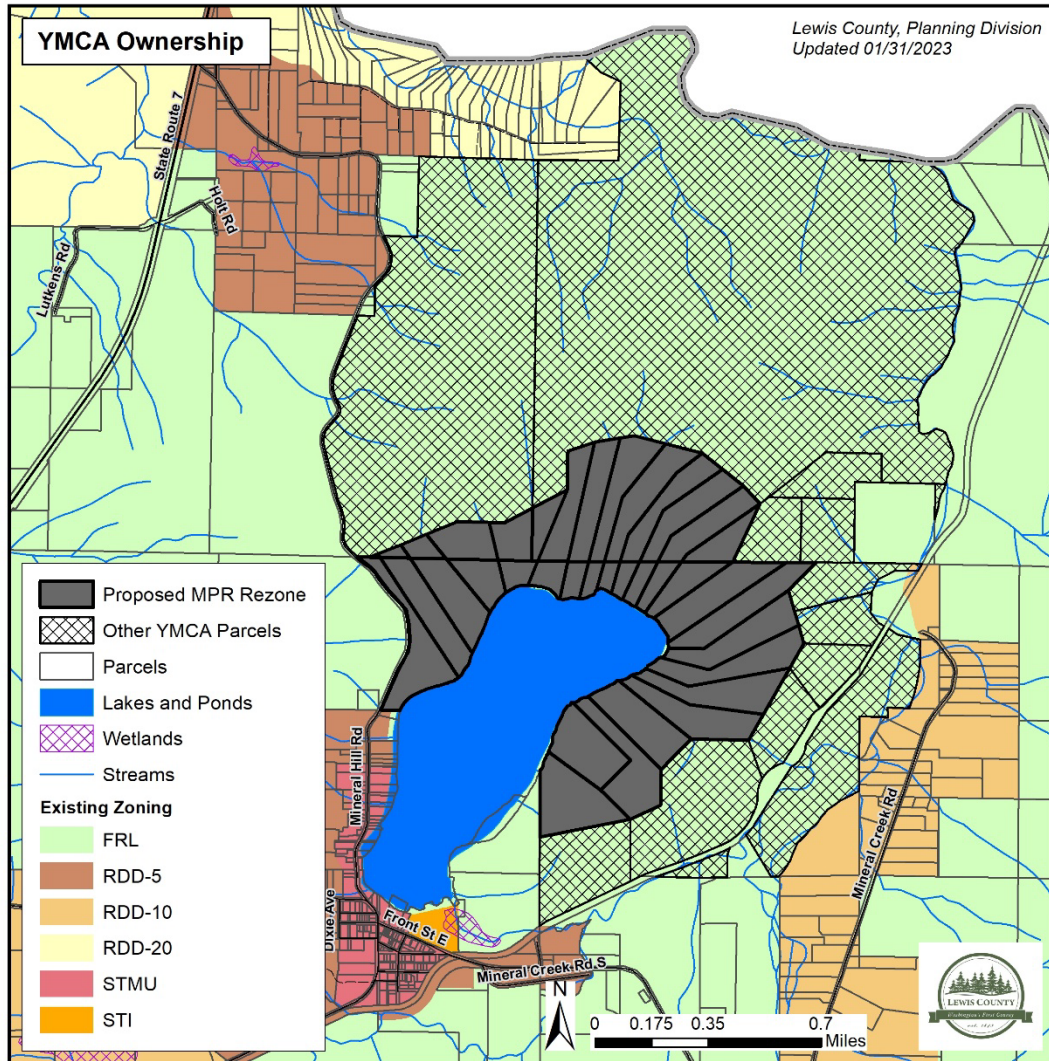 YMCA Ownership
Lewis County, Planning Division
Updated 01/31/2023
State Route 7
Holt Rd
Lutkens Rd
Proposed MPR Rezone
Other YMCA Parcels
Parcels
Lakes and Ponds
Wetlands
Streams
Existing Zoning
FRL
RDD-5
RDD-10
RDD-20
STMU
STI
Mineral Hill Rd
Dixie Ave
Front St E
Mineral Creek Rd S
Mineral Creek Rd
N
0 0.175 0.35 0.7
Miles
LEWIS COUNTY
Washington's First County